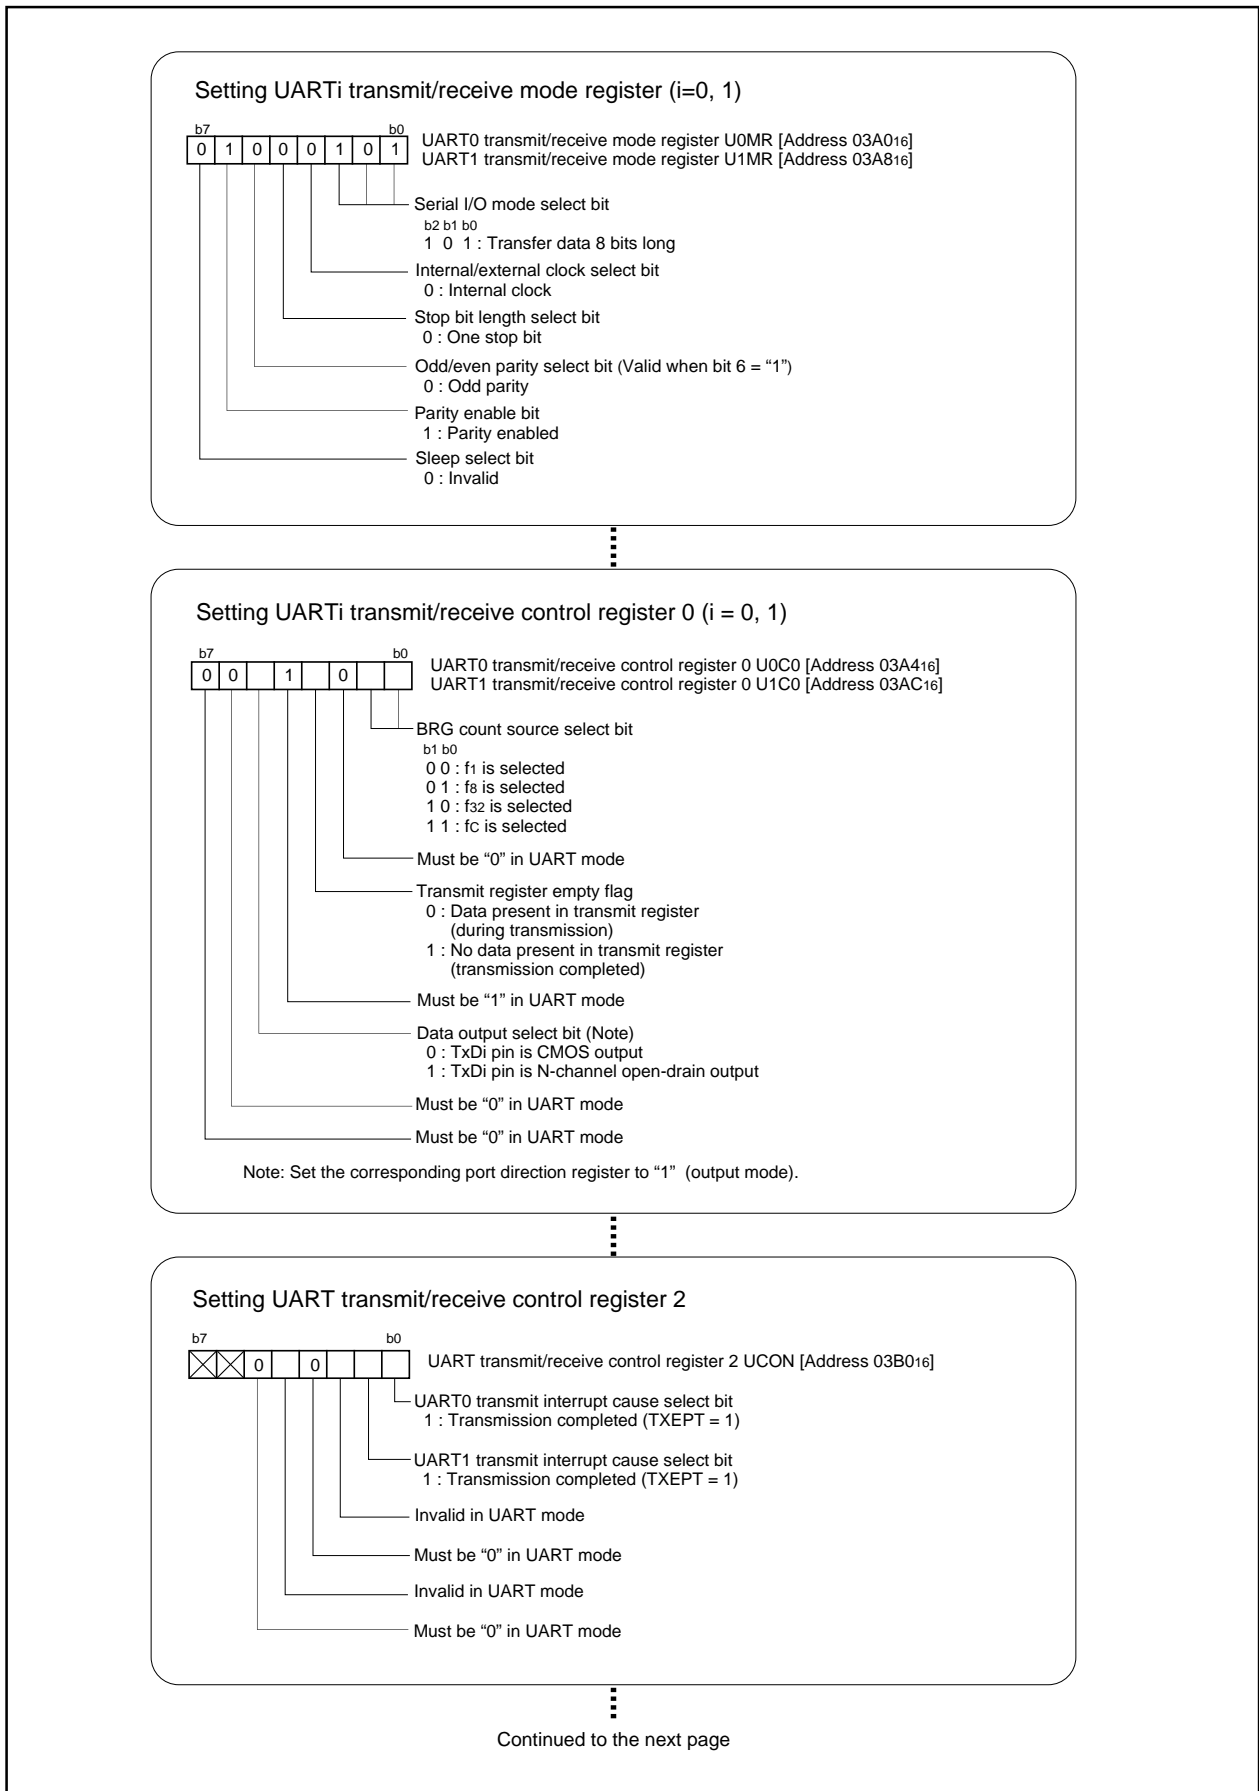 Setting UARTi transmit/receive mode register (i=0, 1)
b7 b0
0 1 0 0 0 1 0 1
UART0 transmit/receive mode register U0MR [Address 03A016]
UART1 transmit/receive mode register U1MR [Address 03A816]
Serial I/O mode select bit
b2 b1 b0
1 0 1 : Transfer data 8 bits long
Internal/external clock select bit
0 : Internal clock
Stop bit length select bit
0 : One stop bit
Odd/even parity select bit (Valid when bit 6 = “1”)
0 : Odd parity
Parity enable bit
1 : Parity enabled
Sleep select bit
0 : Invalid
Setting UARTi transmit/receive control register 0 (i = 0, 1)
b7 b0
0 0 1 0
UART0 transmit/receive control register 0 U0C0 [Address 03A416]
UART1 transmit/receive control register 0 U1C0 [Address 03AC16]
BRG count source select bit
b1 b0
0 0 : f1 is selected
0 1 : f8 is selected
1 0 : f32 is selected
1 1 : fC is selected
Must be “0” in UART mode
Transmit register empty flag
0 : Data present in transmit register
(during transmission)
1 : No data present in transmit register
(transmission completed)
Must be “1” in UART mode
Data output select bit (Note)
0 : TxDi pin is CMOS output
1 : TxDi pin is N-channel open-drain output
Must be “0” in UART mode
Must be “0” in UART mode
Note: Set the corresponding port direction register to “1” (output mode).
Setting UART transmit/receive control register 2
b7 b0
0 0
UART transmit/receive control register 2 UCON [Address 03B016]
UART0 transmit interrupt cause select bit
1 : Transmission completed (TXEPT = 1)
UART1 transmit interrupt cause select bit
1 : Transmission completed (TXEPT = 1)
Invalid in UART mode
Must be “0” in UART mode
Invalid in UART mode
Must be “0” in UART mode
Continued to the next page